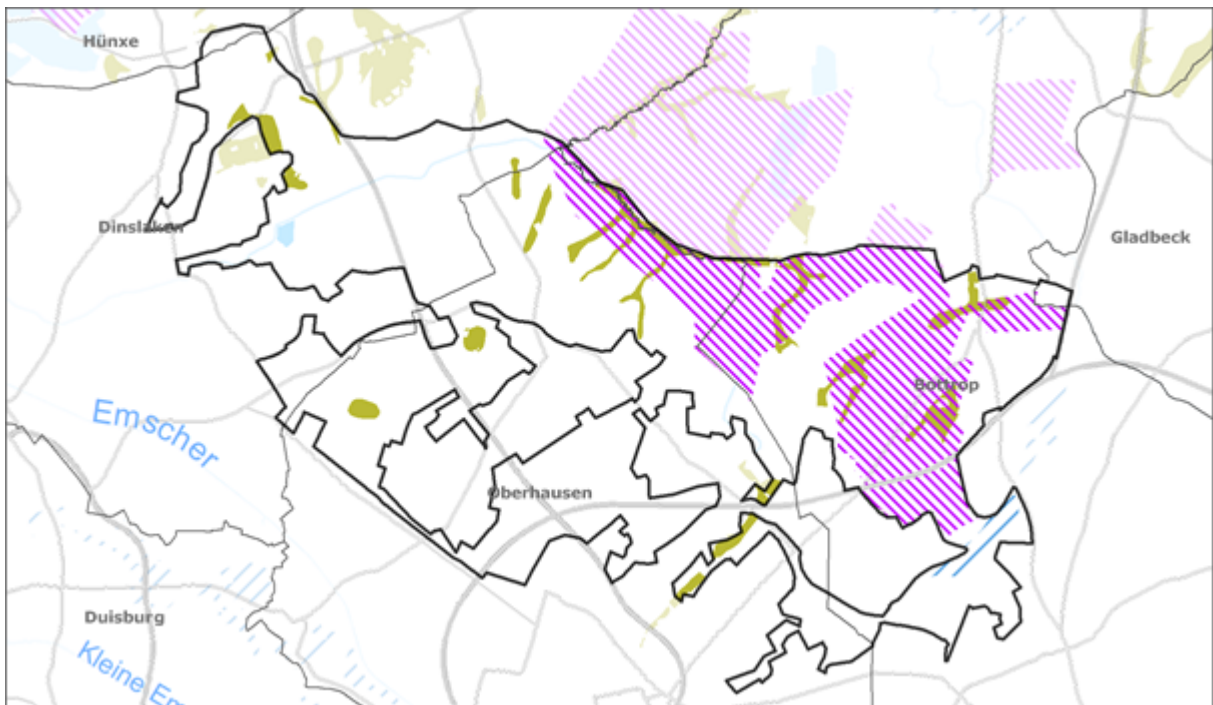 Hünxe
Dinslaken
Gladbeck
Bottrop
Emscher
Oberhausen
Duisburg
Kleine Em